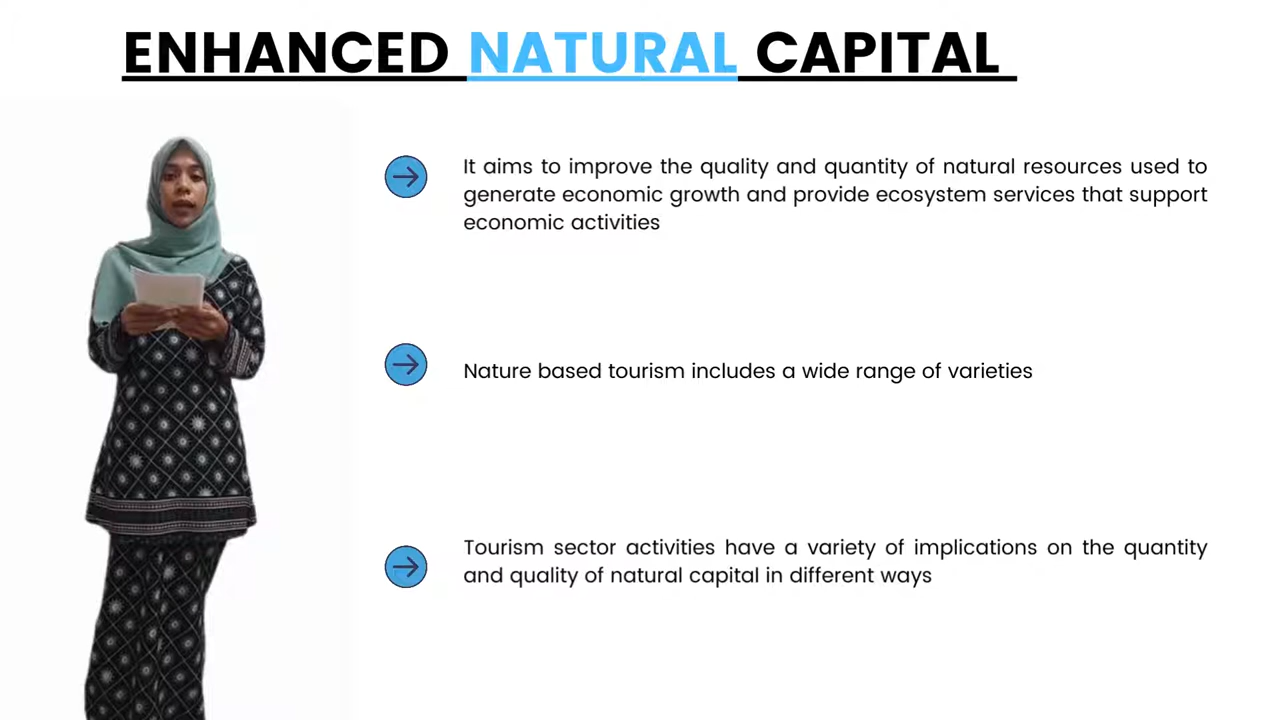 ENHANCED NATURAL CAPITAL
It aims to improve the quality and quantity of natural resources used to
generate economic growth and provide ecosystem services that support
economic activities
Nature based tourism includes a wide range of varieties
Tourism sector activities have a variety of implications on the quantity
and quality of natural capital in different ways